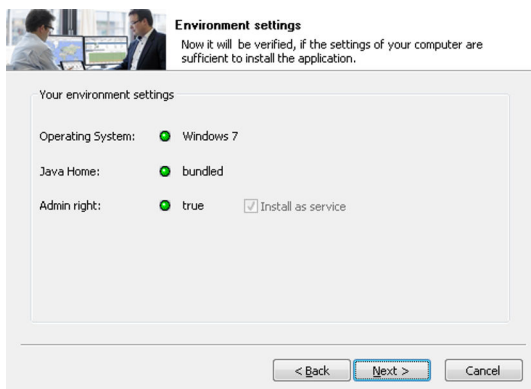 Environment settings
Now it will be verified, if the settings of your computer are
sufficient to install the application.
Your environment settings
Operating System: Windows 7
Java Home: bundled
Admin right: true Install as service
< Back Next > Cancel